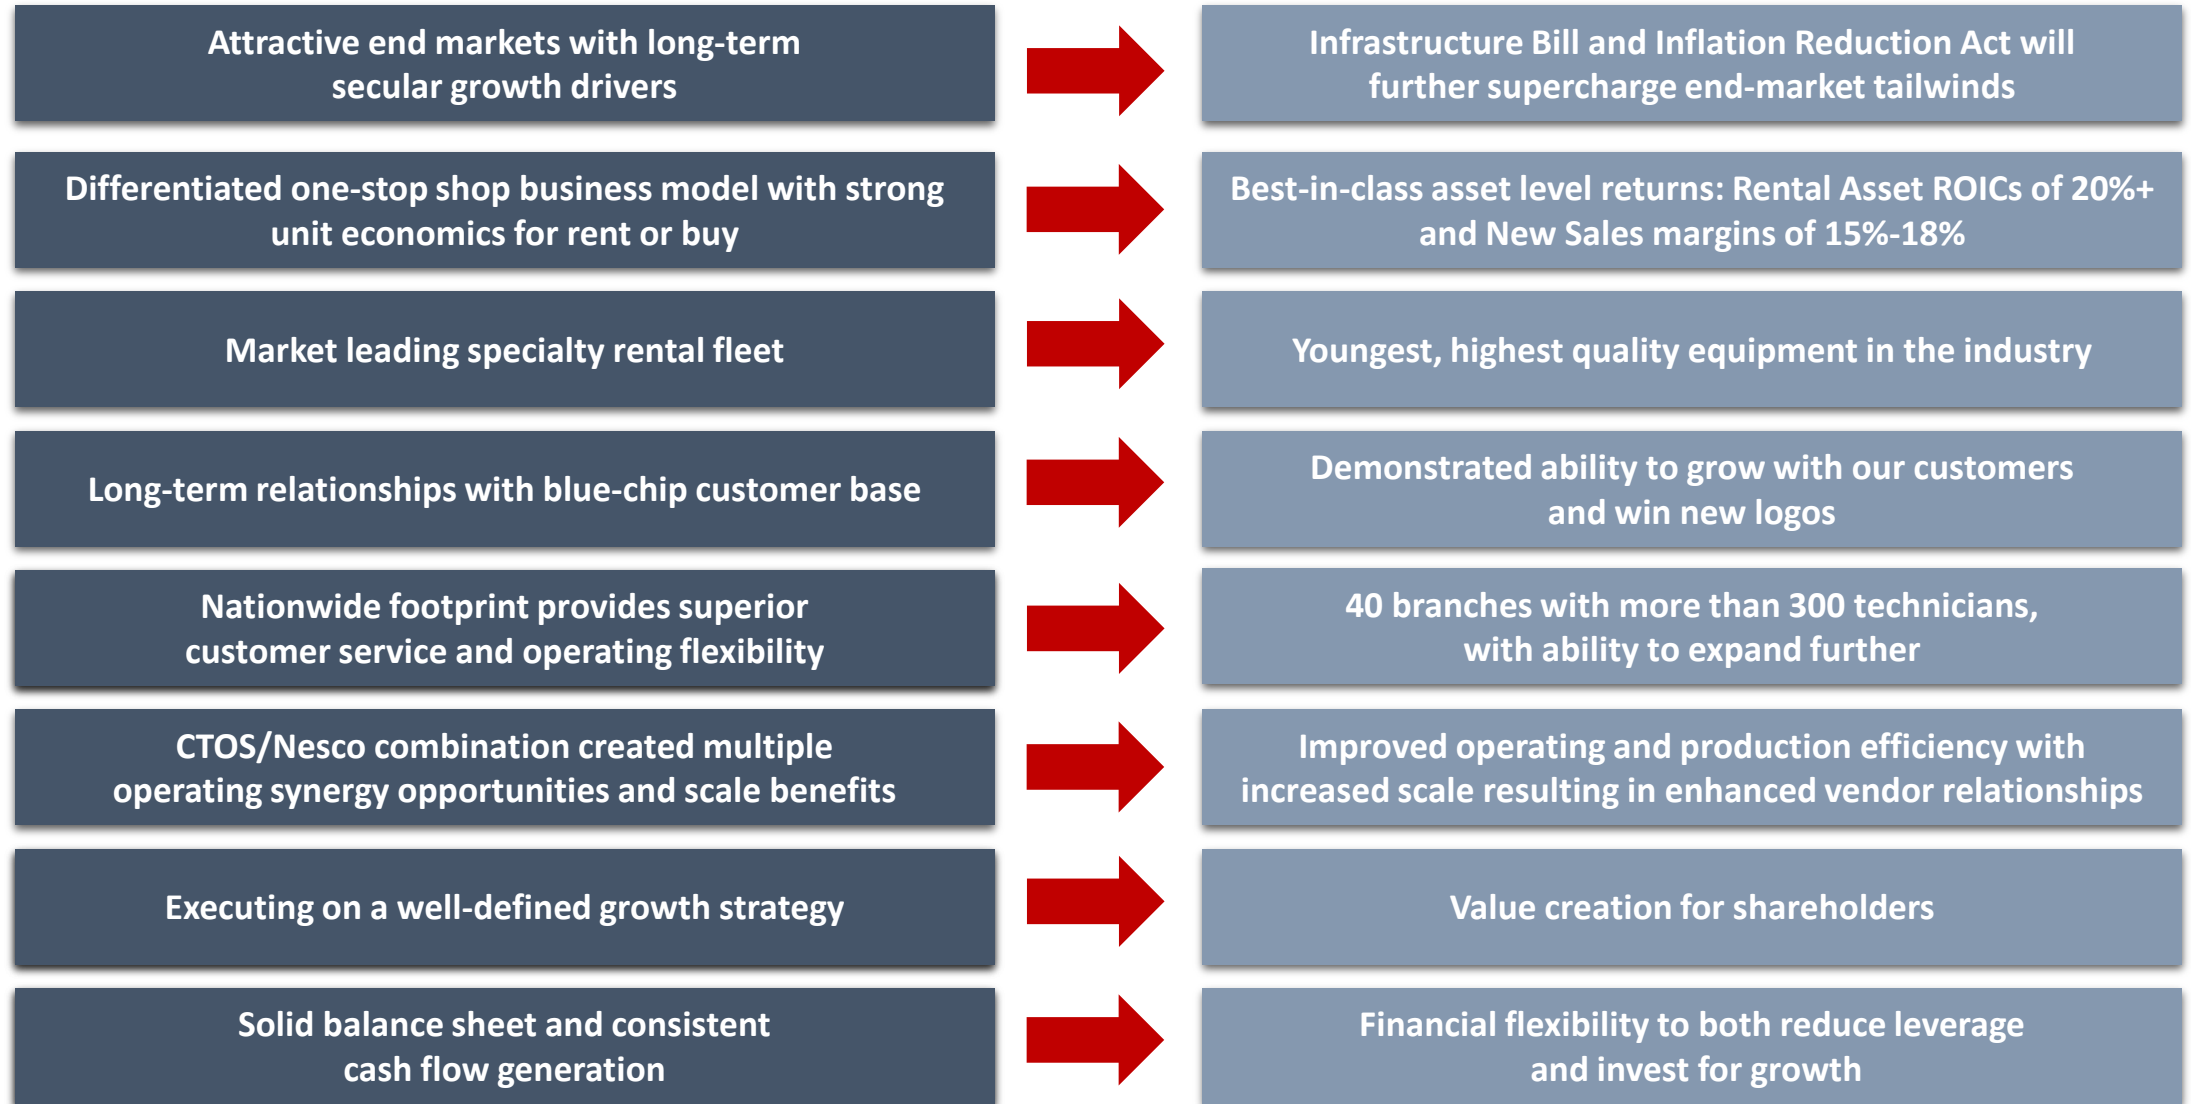 Attractive end markets with long-term
secular growth drivers
Infrastructure Bill and Inflation Reduction Act will
further supercharge end-market tailwinds
Differentiated one-stop shop business model with strong
unit economics for rent or buy
Best-in-class asset level returns: Rental Asset ROICs of 20%+
and New Sales margins of 15%-18%
Market leading specialty rental fleet
Youngest, highest quality equipment in the industry
Long-term relationships with blue-chip customer base
Demonstrated ability to grow with our customers
and win new logos
Nationwide footprint provides superior
customer service and operating flexibility
40 branches with more than 300 technicians,
with ability to expand further
CTOS/Nesco combination created multiple
operating synergy opportunities and scale benefits
Improved operating and production efficiency with
increased scale resulting in enhanced vendor relationships
Executing on a well-defined growth strategy
Value creation for shareholders
Solid balance sheet and consistent
cash flow generation
Financial flexibility to both reduce leverage
and invest for growth